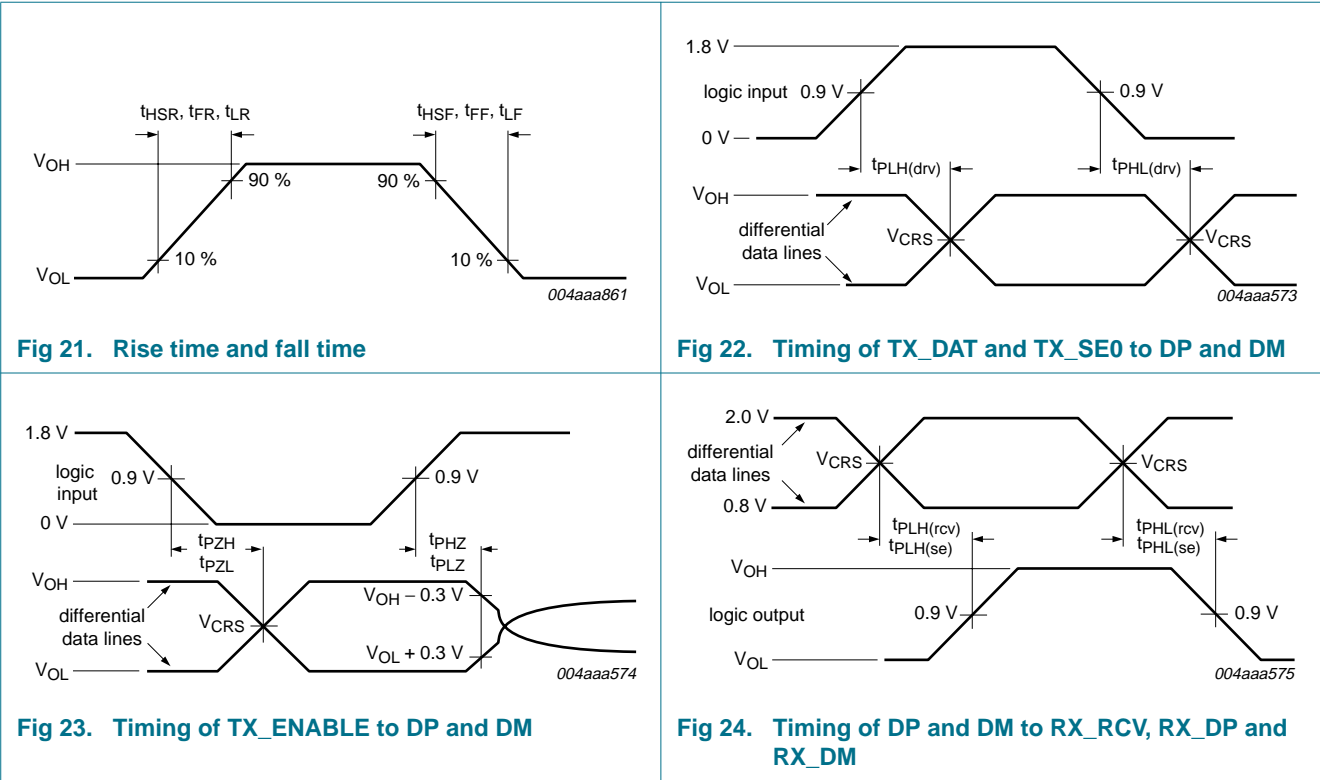 tHSR, tFR, tLR
tHSF, tFF, tLF
VOH
90 %
90 %
10 %
10 %
VOL
004aaa861
Fig 21. Rise time and fall time
1.8 V
logic input 0.9 V
0.9 V
0 V
tPLH(drv)
tPHL(drv)
VOH
differential
data lines
VCRS
VCRS
VOL
004aaa573
Fig 22. Timing of TX_DAT and TX_SE0 to DP and DM
1.8 V
logic
input
0.9 V
0.9 V
0 V
tPZH
tPZL
tPHZ
tPLZ
VOH
VOH – 0.3 V
differential
data lines
VCRS
VOL + 0.3 V
VOL
004aaa574
Fig 23. Timing of TX_ENABLE to DP and DM
2.0 V
differential
data lines
VCRS
VCRS
0.8 V
tPLH(rcv)
tPLH(se)
tPHL(rcv)
tPHL(se)
VOH
logic output
0.9 V
0.9 V
VOL
004aaa575
Fig 24. Timing of DP and DM to RX_RCV, RX_DP and
RX_DM